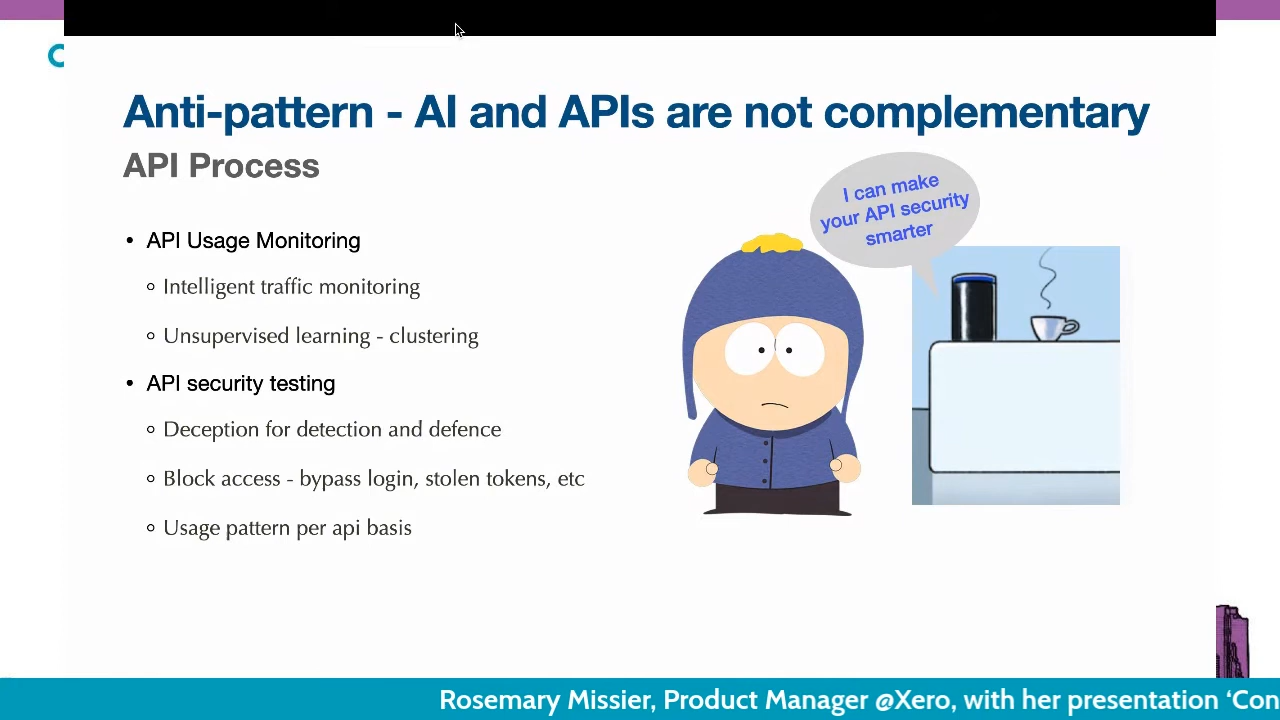 Anti-pattern - AI and APIs are not complementary
API Process
I can make
your API security
smarter
• API Usage Monitoring
Intelligent traffic monitoring
Unsupervised learning - clustering
• API security testing
Deception for detection and defence
Block access - bypass login, stolen tokens, etc
Usage pattern per api basis
Rosemary Missier, Product Manager @Xero, with her presentation ‘Con